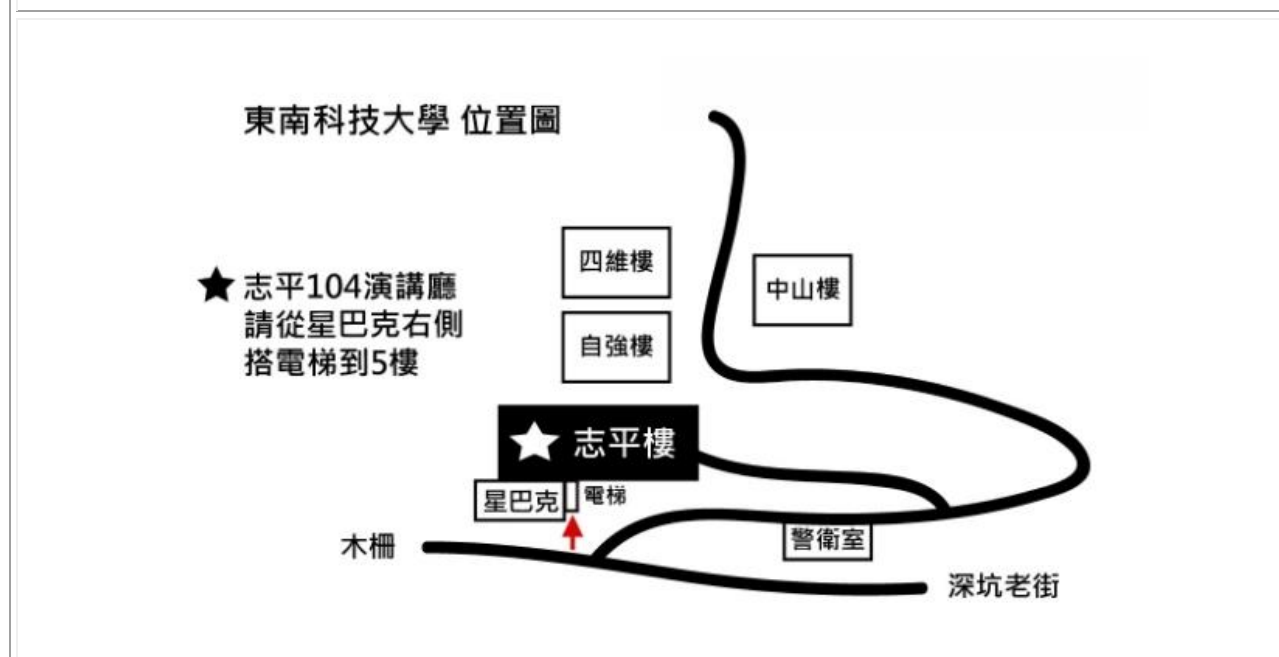 東南科技大學 位置圖
四維樓
中山樓
★ 志平104演講廳
請從星巴克右側
搭電梯到5樓
自強樓
★ 志平樓
星巴克
電梯
警衛室
木柵
深坑老街